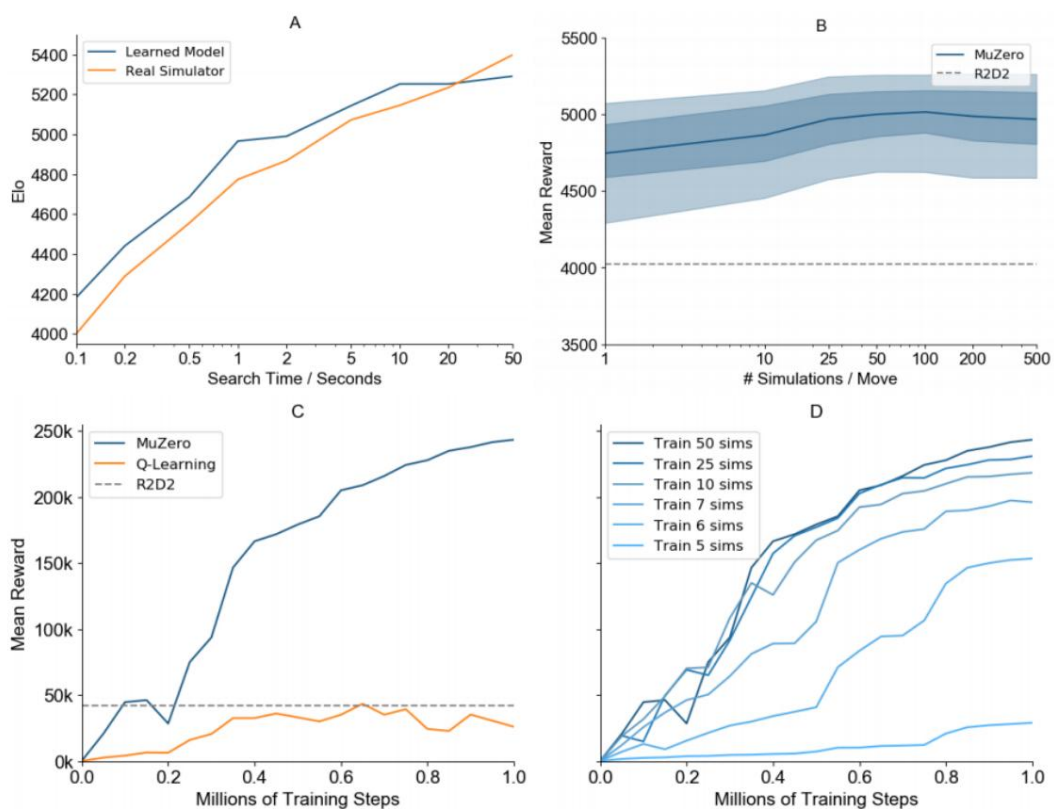 A
Learned Model
Real Simulator
5400
5200
5000
4800
4600
4400
4200
4000
Elo
0.1 0.2 0.5 1 2 5 10 20 50
Search Time / Seconds
B
MuZero
R2D2
5500
5000
4500
4000
3500
Mean Reward
1 10 25 50 100 200 500
# Simulations / Move
C
MuZero
Q-Learning
R2D2
250k
200k
150k
100k
50k
0k
Mean Reward
0.0 0.2 0.4 0.6 0.8 1.0
Millions of Training Steps
D
Train 50 sims
Train 25 sims
Train 10 sims
Train 7 sims
Train 6 sims
Train 5 sims
0.0 0.2 0.4 0.6 0.8 1.0
Millions of Training Steps